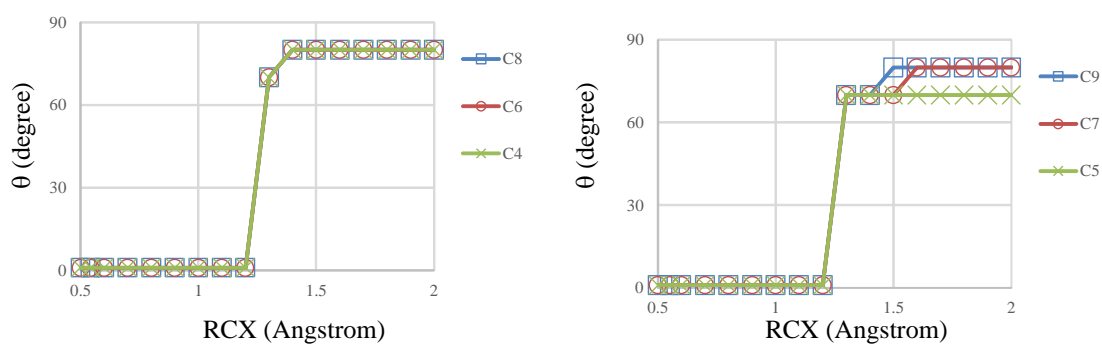 90
60
30
0
0.5 1 1.5 2
θ (degree)
RCX (Angstrom)
C8
C6
C4
90
60
30
0
0.5 1 1.5 2
θ (degree)
RCX (Angstrom)
C9
C7
C5